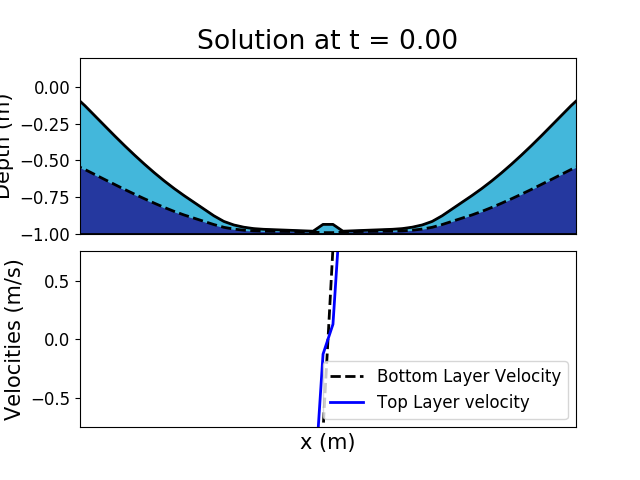 Solution at t = 0.00
Depth (m)
0.00
−0.25
−0.50
−0.75
−1.00
Velocities (m/s)
0.5
0.0
−0.5
Bottom Layer Velocity
Top Layer velocity
x (m)